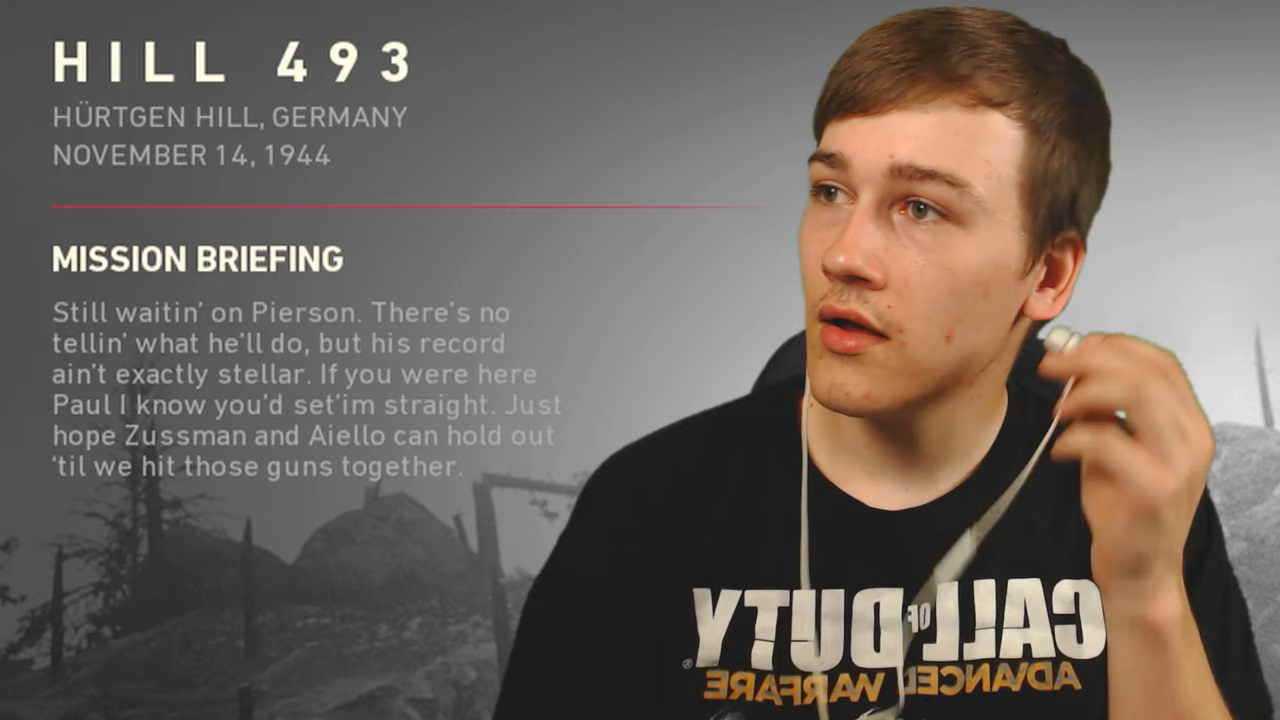 HILL 493
HÜRTGEN HILL, GERMANY
NOVEMBER 14, 1944
MISSION BRIEFING
Still waitin' on Pierson. There's no
tellin' what he'll do, but his record
ain't exactly stellar. If you were here
Paul I know you'd set'im straight. Just
hope Zussman and Aiello can hold out
'til we hit those guns together.
CALL OF DUTY®
ADVANCED WARFARE